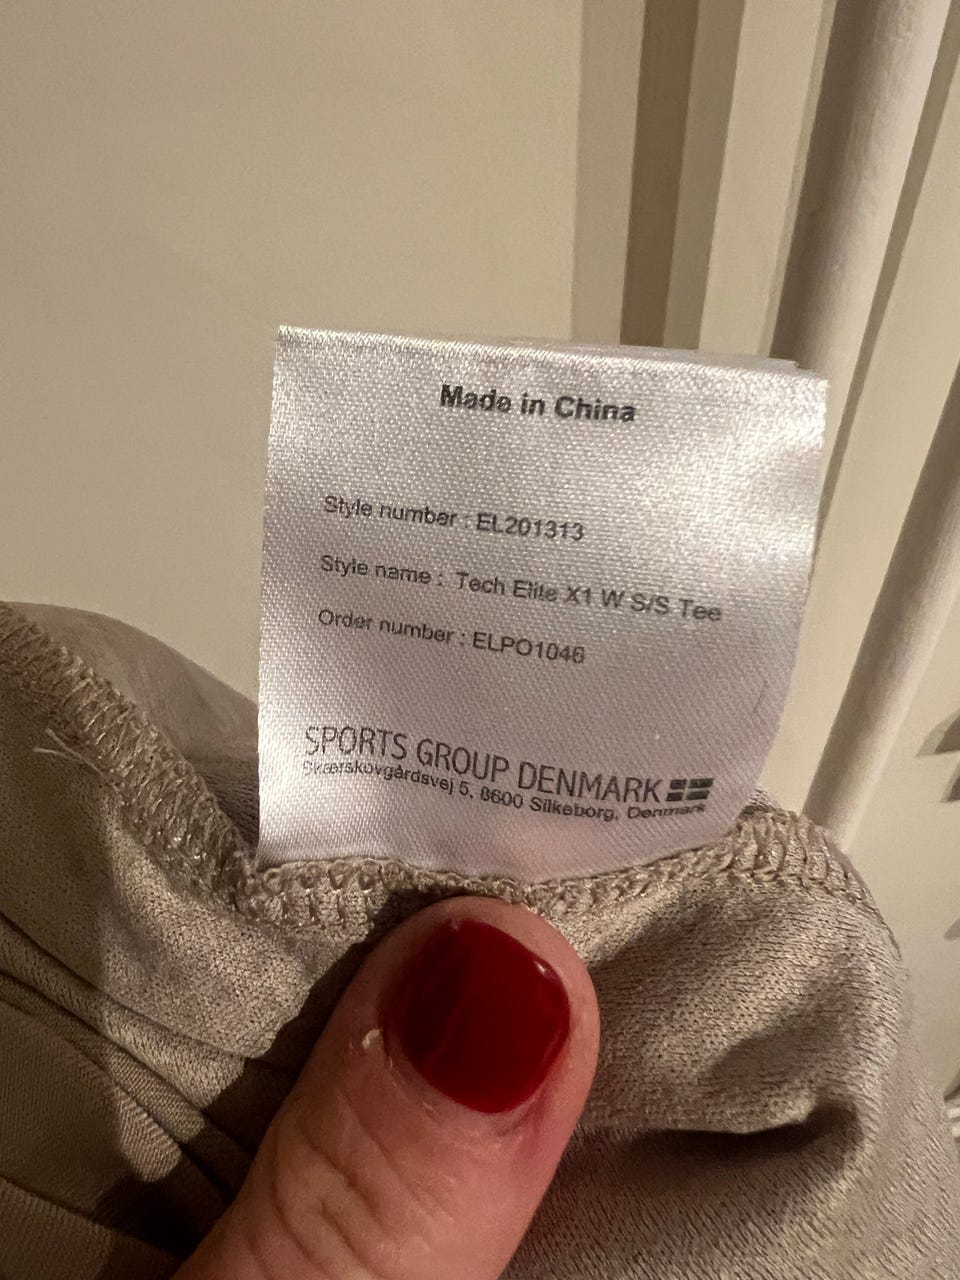 Made in China
Style number : EL201313
Style name : Tech Elite X1 W S/S Tee
Order number : ELPO1046
SPORTS GROUP DENMARK
Skærskovgårdsvej 5, 8600 Silkeborg, Denmark